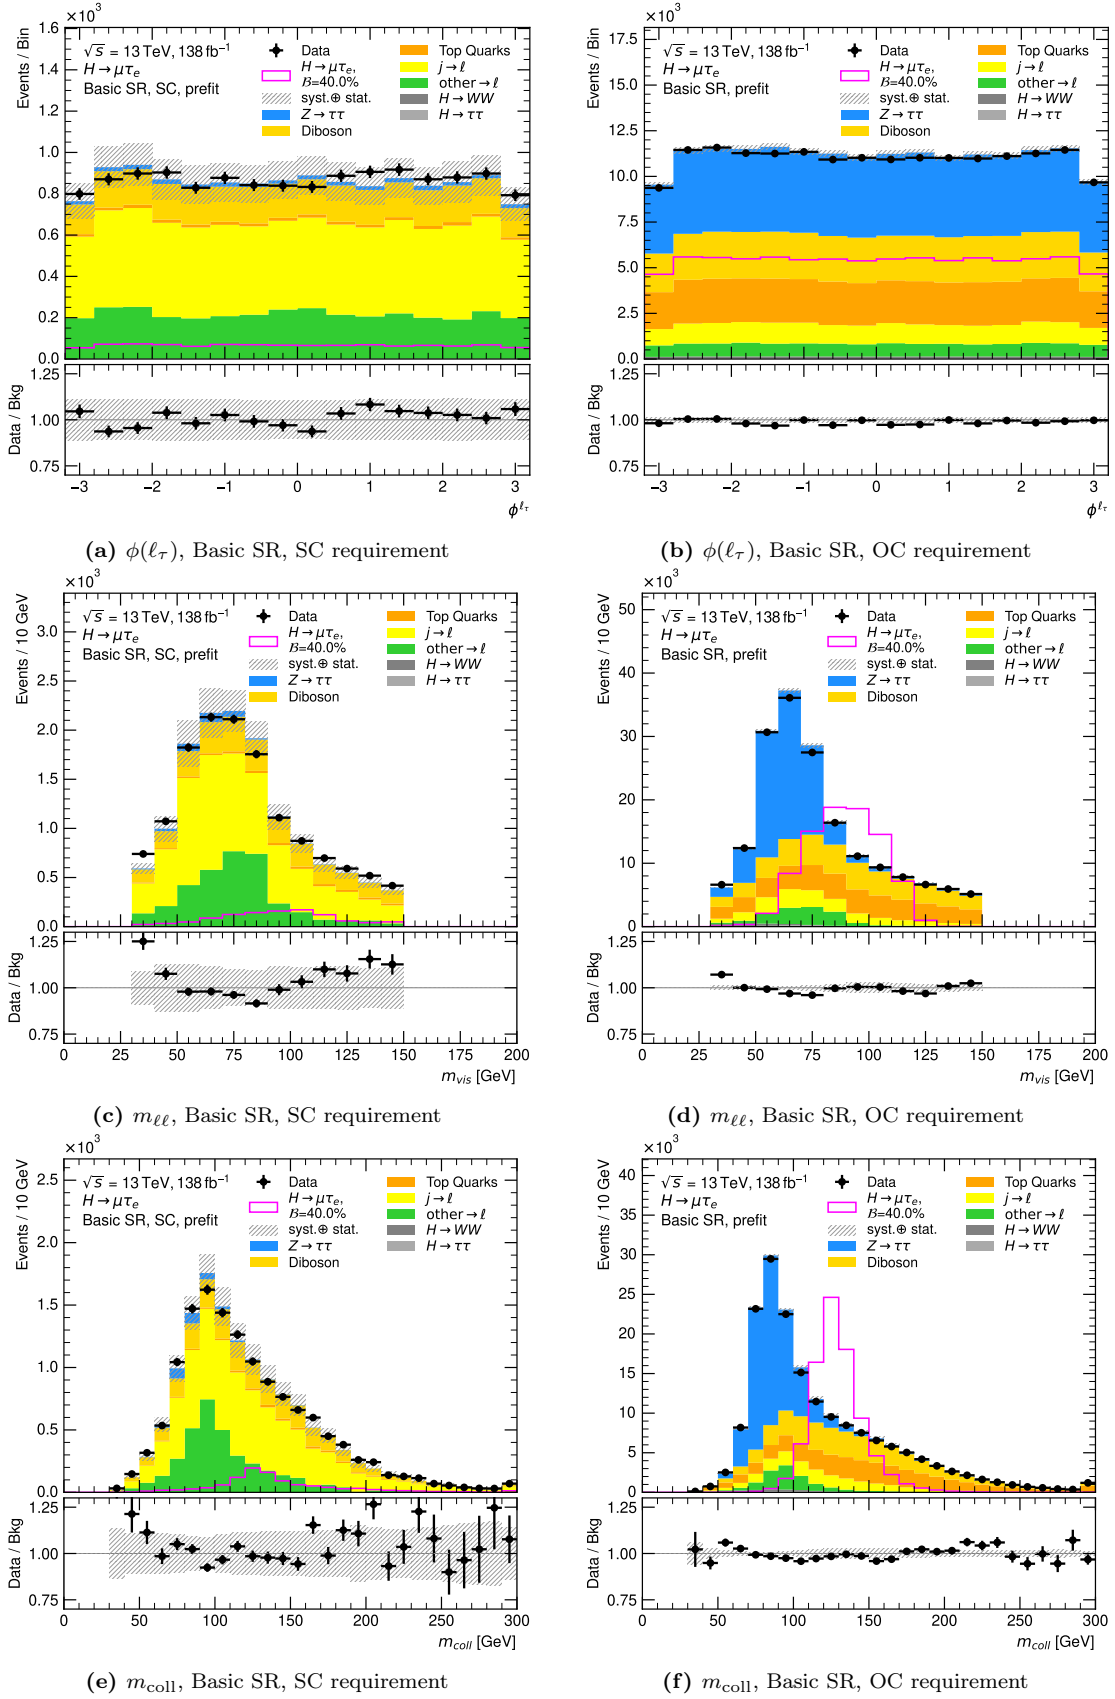 ×10³
Events / Bin
1.6
1.4
1.2
1.0
0.8
0.6
0.4
0.2
0.0
√s = 13 TeV, 138 fb⁻¹
H→μτₑ
Basic SR, SC, prefit
Data
H→μτₑ,
ℬ=40.0%
syst.⊕ stat.
Z→ττ
Diboson
Top Quarks
j→ℓ
other→ℓ
H→WW
H→ττ
Data / Bkg
1.25
1.00
0.75
−3 −2 −1 0 1 2 3
ϕ^ℓτ
(a) ϕ(ℓτ), Basic SR, SC requirement
Events / Bin
17.5
15.0
12.5
10.0
7.5
5.0
2.5
0.0
×10³
√s = 13 TeV, 138 fb⁻¹
H→μτₑ
Basic SR, prefit
Data
H→μτₑ,
ℬ=40.0%
syst.⊕ stat.
Z→ττ
Diboson
Top Quarks
j→ℓ
other→ℓ
H→WW
H→ττ
Data / Bkg
1.25
1.00
0.75
−3 −2 −1 0 1 2 3
ϕ^ℓτ
(b) ϕ(ℓτ), Basic SR, OC requirement
×10³
Events / 10 GeV
3.0
2.5
2.0
1.5
1.0
0.5
0.0
√s = 13 TeV, 138 fb⁻¹
H→μτₑ
Basic SR, SC, prefit
Data
H→μτₑ,
ℬ=40.0%
syst.⊕ stat.
Z→ττ
Diboson
Top Quarks
j→ℓ
other→ℓ
H→WW
H→ττ
Data / Bkg
1.25
1.00
0.75
0 25 50 75 100 125 150 175 200
m_vis [GeV]
(c) m_ℓℓ, Basic SR, SC requirement
×10³
Events / 10 GeV
50
40
30
20
10
0
√s = 13 TeV, 138 fb⁻¹
H→μτₑ
Basic SR, prefit
Data
H→μτₑ,
ℬ=40.0%
syst.⊕ stat.
Z→ττ
Diboson
Top Quarks
j→ℓ
other→ℓ
H→WW
H→ττ
Data / Bkg
1.25
1.00
0.75
0 25 50 75 100 125 150 175 200
m_vis [GeV]
(d) m_ℓℓ, Basic SR, OC requirement
×10³
Events / 10 GeV
2.5
2.0
1.5
1.0
0.5
0.0
√s = 13 TeV, 138 fb⁻¹
H→μτₑ
Basic SR, SC, prefit
Data
H→μτₑ,
ℬ=40.0%
syst.⊕ stat.
Z→ττ
Diboson
Top Quarks
j→ℓ
other→ℓ
H→WW
H→ττ
Data / Bkg
1.25
1.00
0.75
0 50 100 150 200 250 300
m_coll [GeV]
(e) m_coll, Basic SR, SC requirement
×10³
Events / 10 GeV
40
35
30
25
20
15
10
5
0
√s = 13 TeV, 138 fb⁻¹
H→μτₑ
Basic SR, prefit
Data
H→μτₑ,
ℬ=40.0%
syst.⊕ stat.
Z→ττ
Diboson
Top Quarks
j→ℓ
other→ℓ
H→WW
H→ττ
Data / Bkg
1.25
1.00
0.75
0 50 100 150 200 250 300
m_coll [GeV]
(f) m_coll, Basic SR, OC requirement